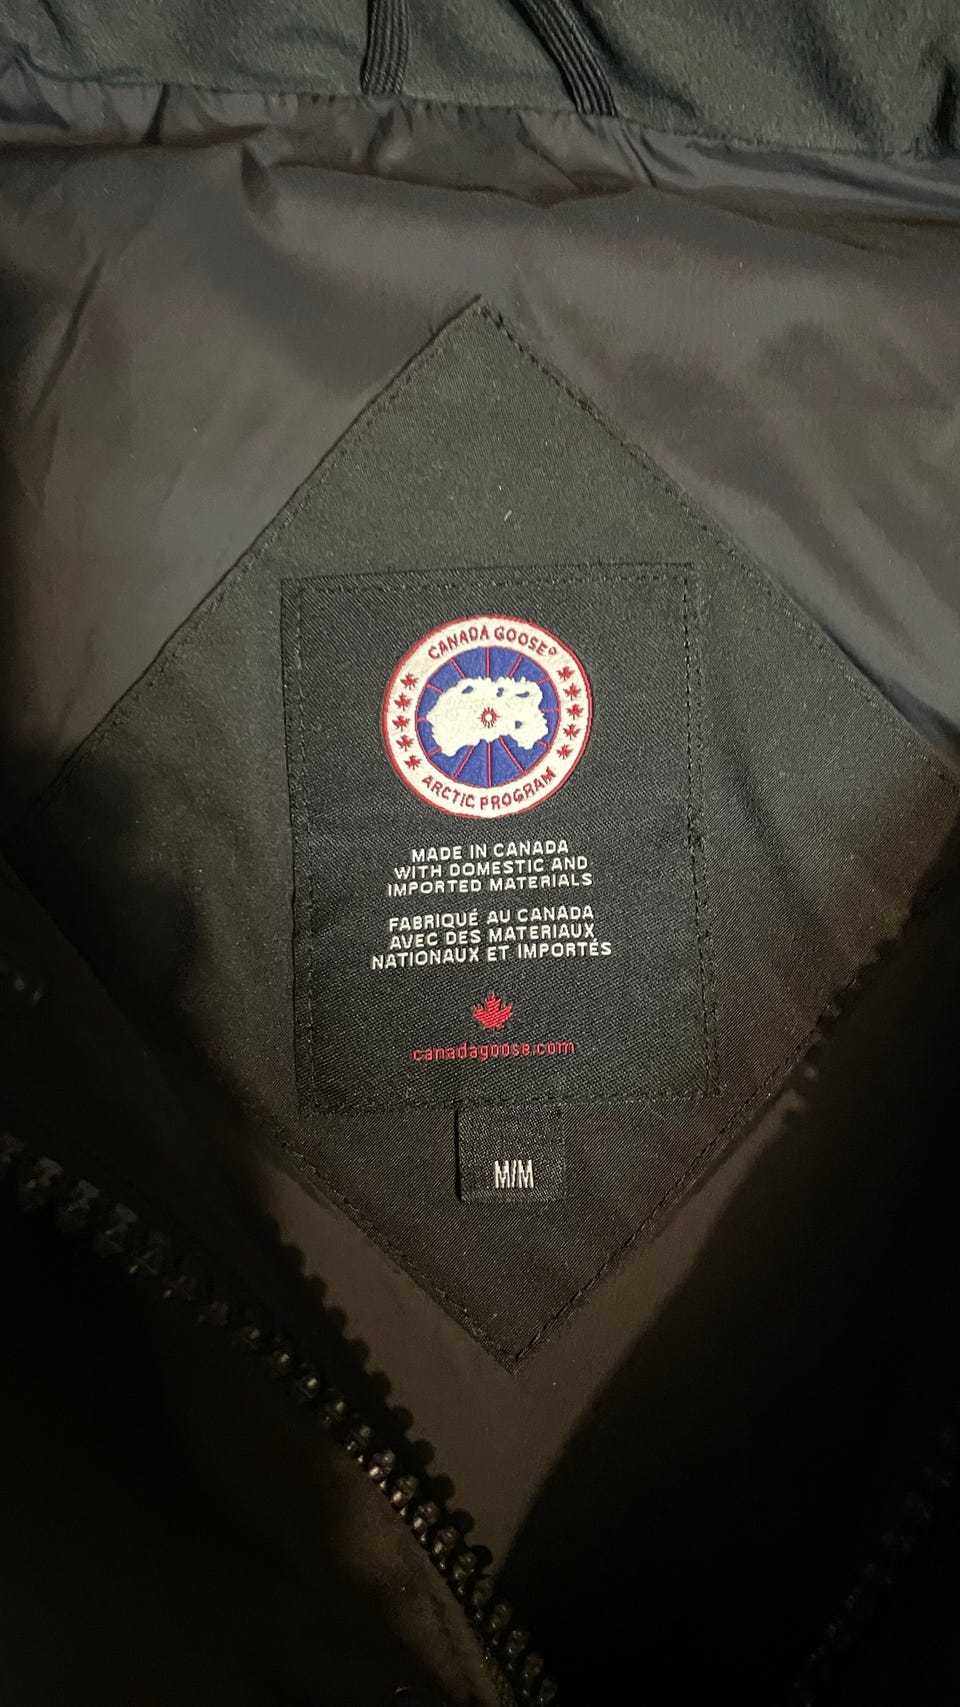 CANADA GOOSE®
ARCTIC PROGRAM
MADE IN CANADA
WITH DOMESTIC AND
IMPORTED MATERIALS
FABRIQUÉ AU CANADA
AVEC DES MATERIAUX
NATIONAUX ET IMPORTÉS
canadagoose.com
M/M